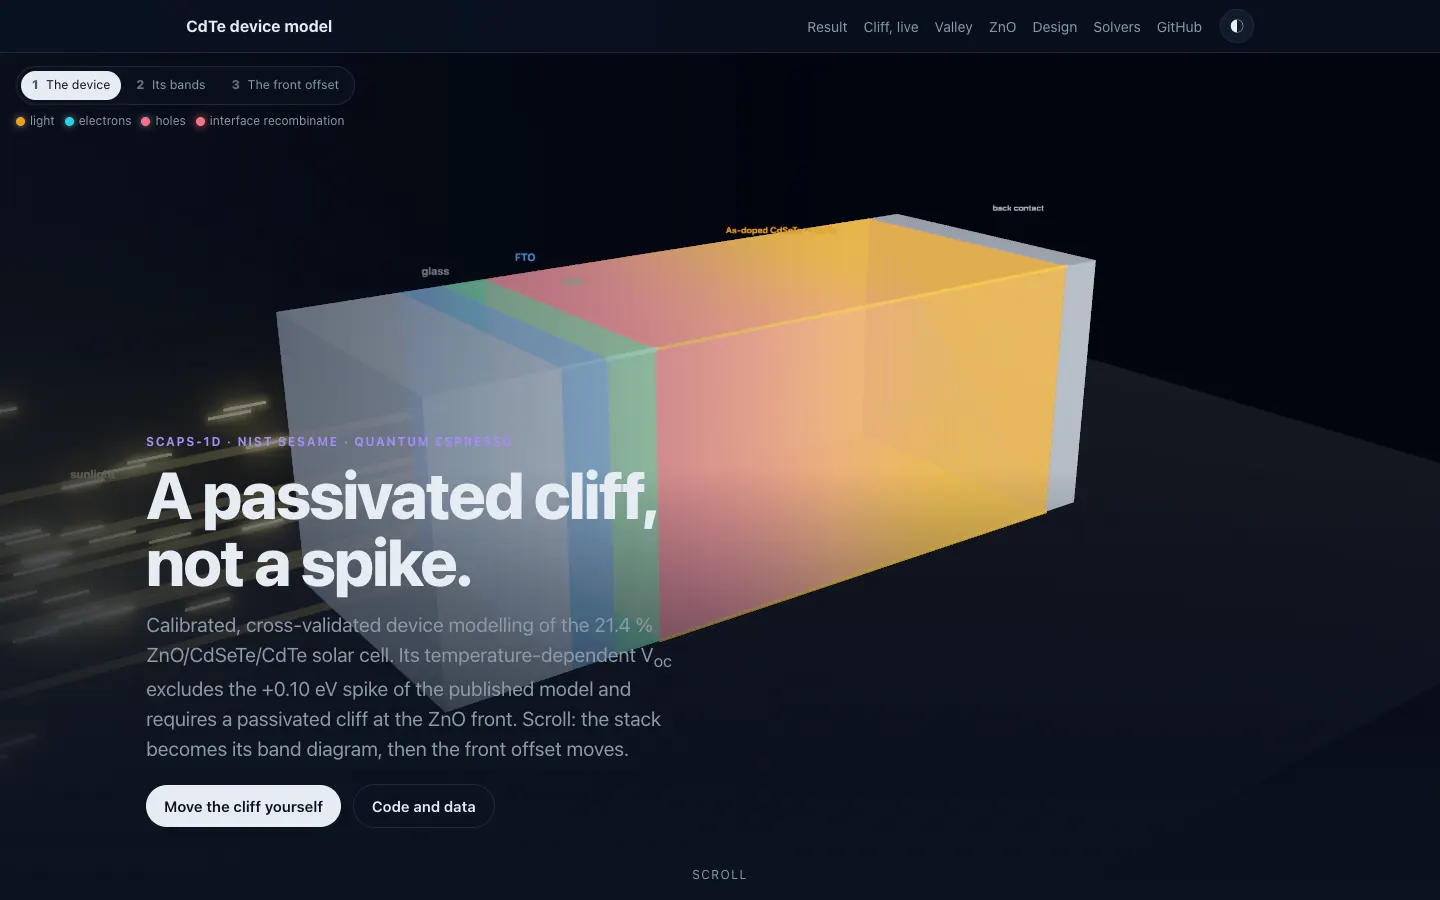 CdTe device model
Result Cliff, live Valley ZnO Design Solvers GitHub
1 The device 2 Its bands 3 The front offset
light electrons holes interface recombination
back contact
As-doped CdSeTe
FTO
glass
SCAPS-1D · NIST SESAME · QUANTUM ESPRESSO
sunlight
A passivated cliff,
not a spike.
Calibrated, cross-validated device modelling of the 21.4 %
ZnO/CdSeTe/CdTe solar cell. Its temperature-dependent Voc
excludes the +0.10 eV spike of the published model and
requires a passivated cliff at the ZnO front. Scroll: the stack
becomes its band diagram, then the front offset moves.
Move the cliff yourself Code and data
SCROLL